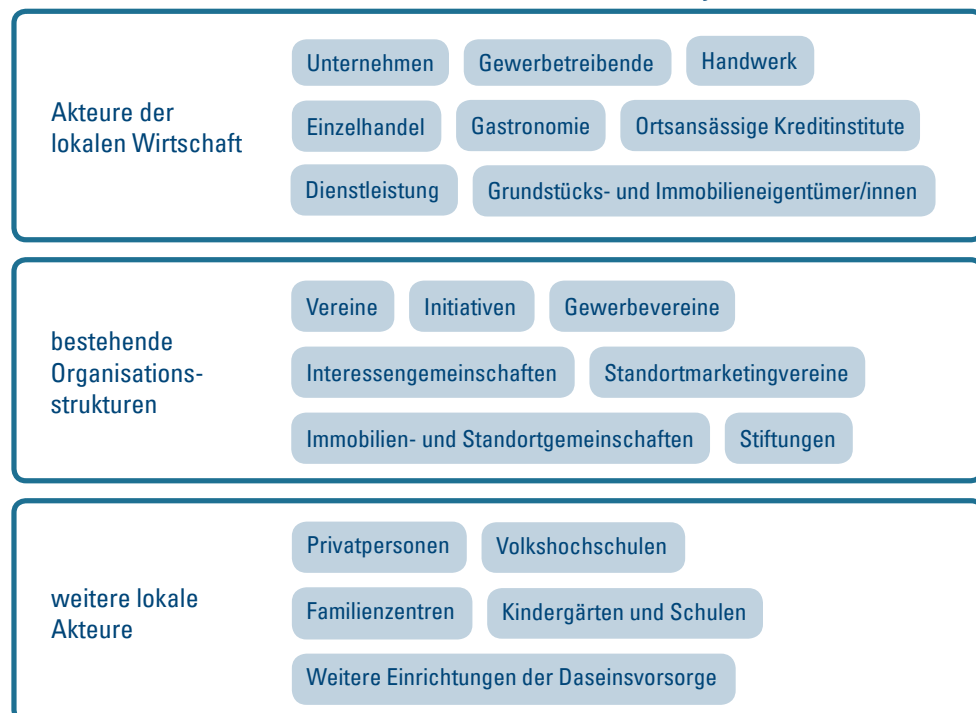 Akteure der
lokalen Wirtschaft
Unternehmen Gewerbetreibende Handwerk
Einzelhandel Gastronomie Ortsansässige Kreditinstitute
Dienstleistung Grundstücks- und Immobilieneigentümer/innen
bestehende
Organisations-
strukturen
Vereine Initiativen Gewerbevereine
Interessengemeinschaften Standortmarketingvereine
Immobilien- und Standortgemeinschaften Stiftungen
weitere lokale
Akteure
Privatpersonen Volkshochschulen
Familienzentren Kindergärten und Schulen
Weitere Einrichtungen der Daseinsvorsorge